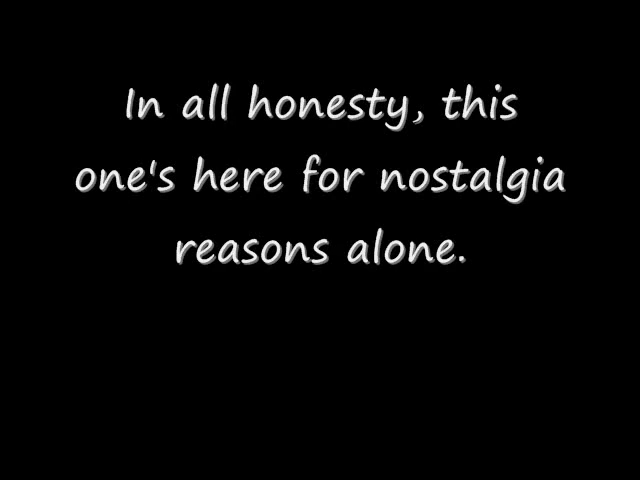 In all honesty, this
one's here for nostalgia
reasons alone.